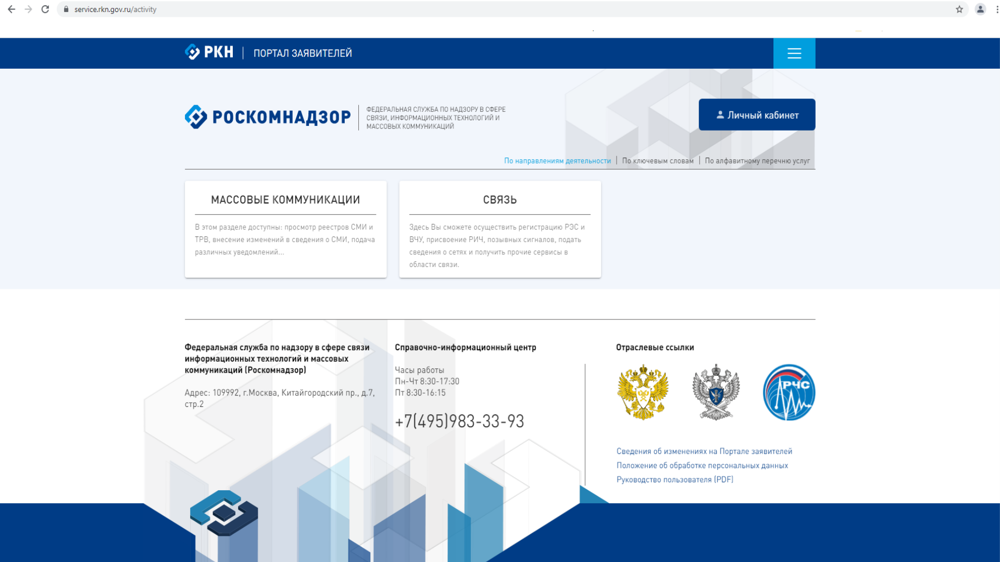 service.rkn.gov.ru/activity
РКН
ПОРТАЛ ЗАЯВИТЕЛЕЙ
РОСКОМНАДЗОР
ФЕДЕРАЛЬНАЯ СЛУЖБА ПО НАДЗОРУ В СФЕРЕ
СВЯЗИ, ИНФОРМАЦИОННЫХ ТЕХНОЛОГИЙ И
МАССОВЫХ КОММУНИКАЦИЙ
Личный кабинет
По направлениям деятельности
По ключевым словам
По алфавитному перечню услуг
МАССОВЫЕ КОММУНИКАЦИИ
В этом разделе доступны: просмотр реестров СМИ и
ТРВ, внесение изменений в сведения о СМИ, подача
различных уведомлений...
СВЯЗЬ
Здесь Вы сможете осуществить регистрацию РЭС и
ВЧУ, присвоение РИЧ, позывных сигналов, подать
сведения о сетях и получить прочие сервисы в
области связи.
Федеральная служба по надзору в сфере связи
информационных технологий и массовых
коммуникаций (Роскомнадзор)
Адрес: 109992, г.Москва, Китайгородский пр., д.7,
стр.2
Справочно-информационный центр
Часы работы
Пн-Чт 8:30-17:30
Пт 8:30-16:15
+7(495)983-33-93
Отраслевые ссылки
РЧС
Сведения об изменениях на Портале заявителей
Положение об обработке персональных данных
Руководство пользователя (PDF)